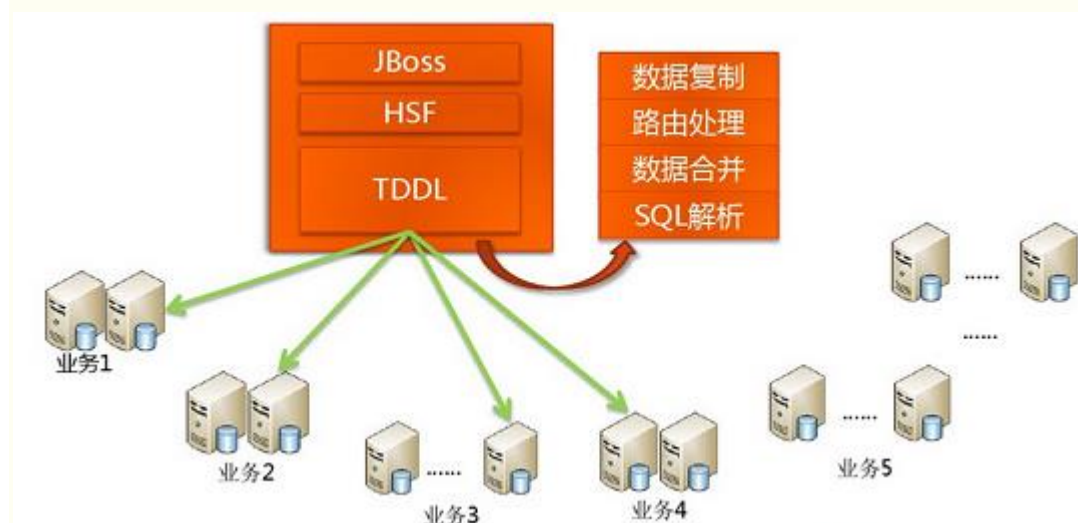 JBoss
HSF
TDDL
数据复制
路由处理
数据合并
SQL解析
......
......
业务1
业务2
......
业务3
业务4
......
业务5